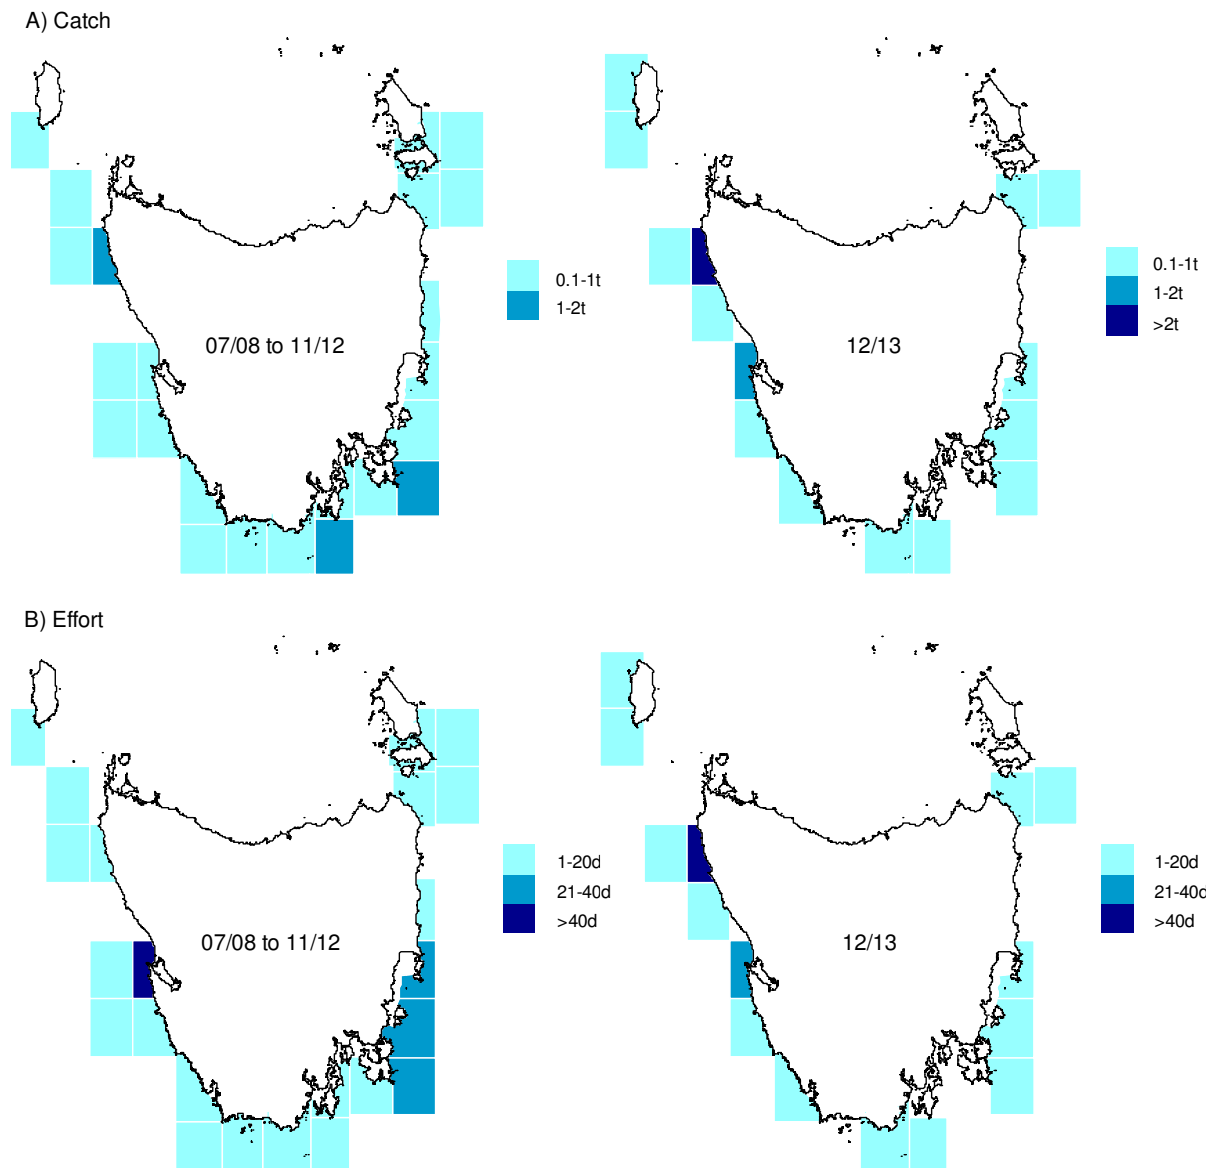 A) Catch
0.1-1t
1-2t
07/08 to 11/12
0.1-1t
1-2t
>2t
12/13
B) Effort
1-20d
21-40d
>40d
07/08 to 11/12
1-20d
21-40d
>40d
12/13